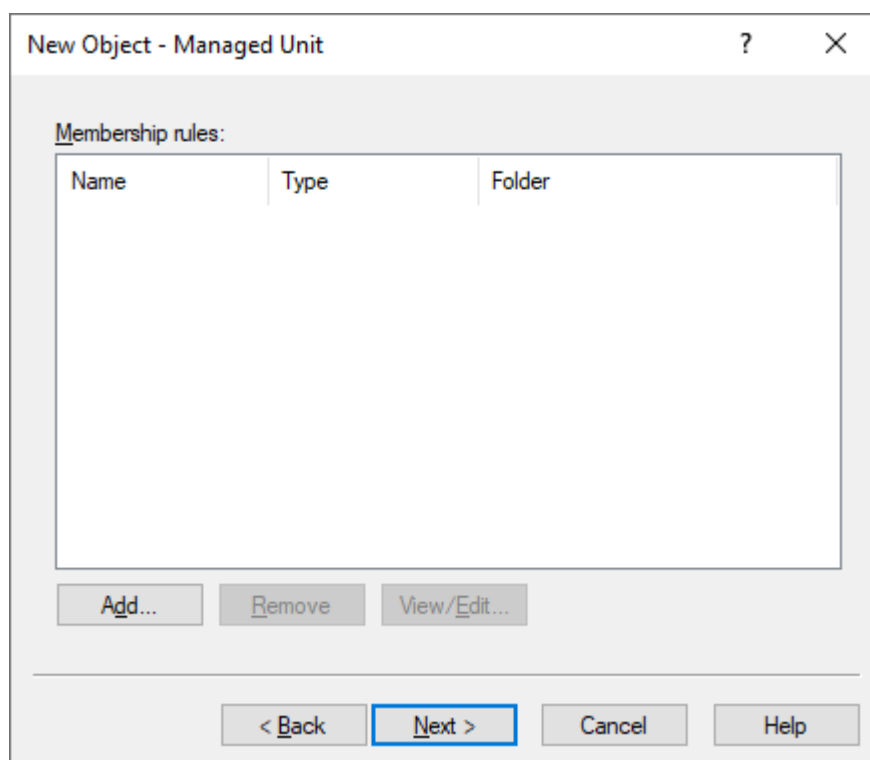 New Object - Managed Unit ?
Membership rules:
Name Type Folder
Add... Remove View/Edit...
< Back Next > Cancel Help